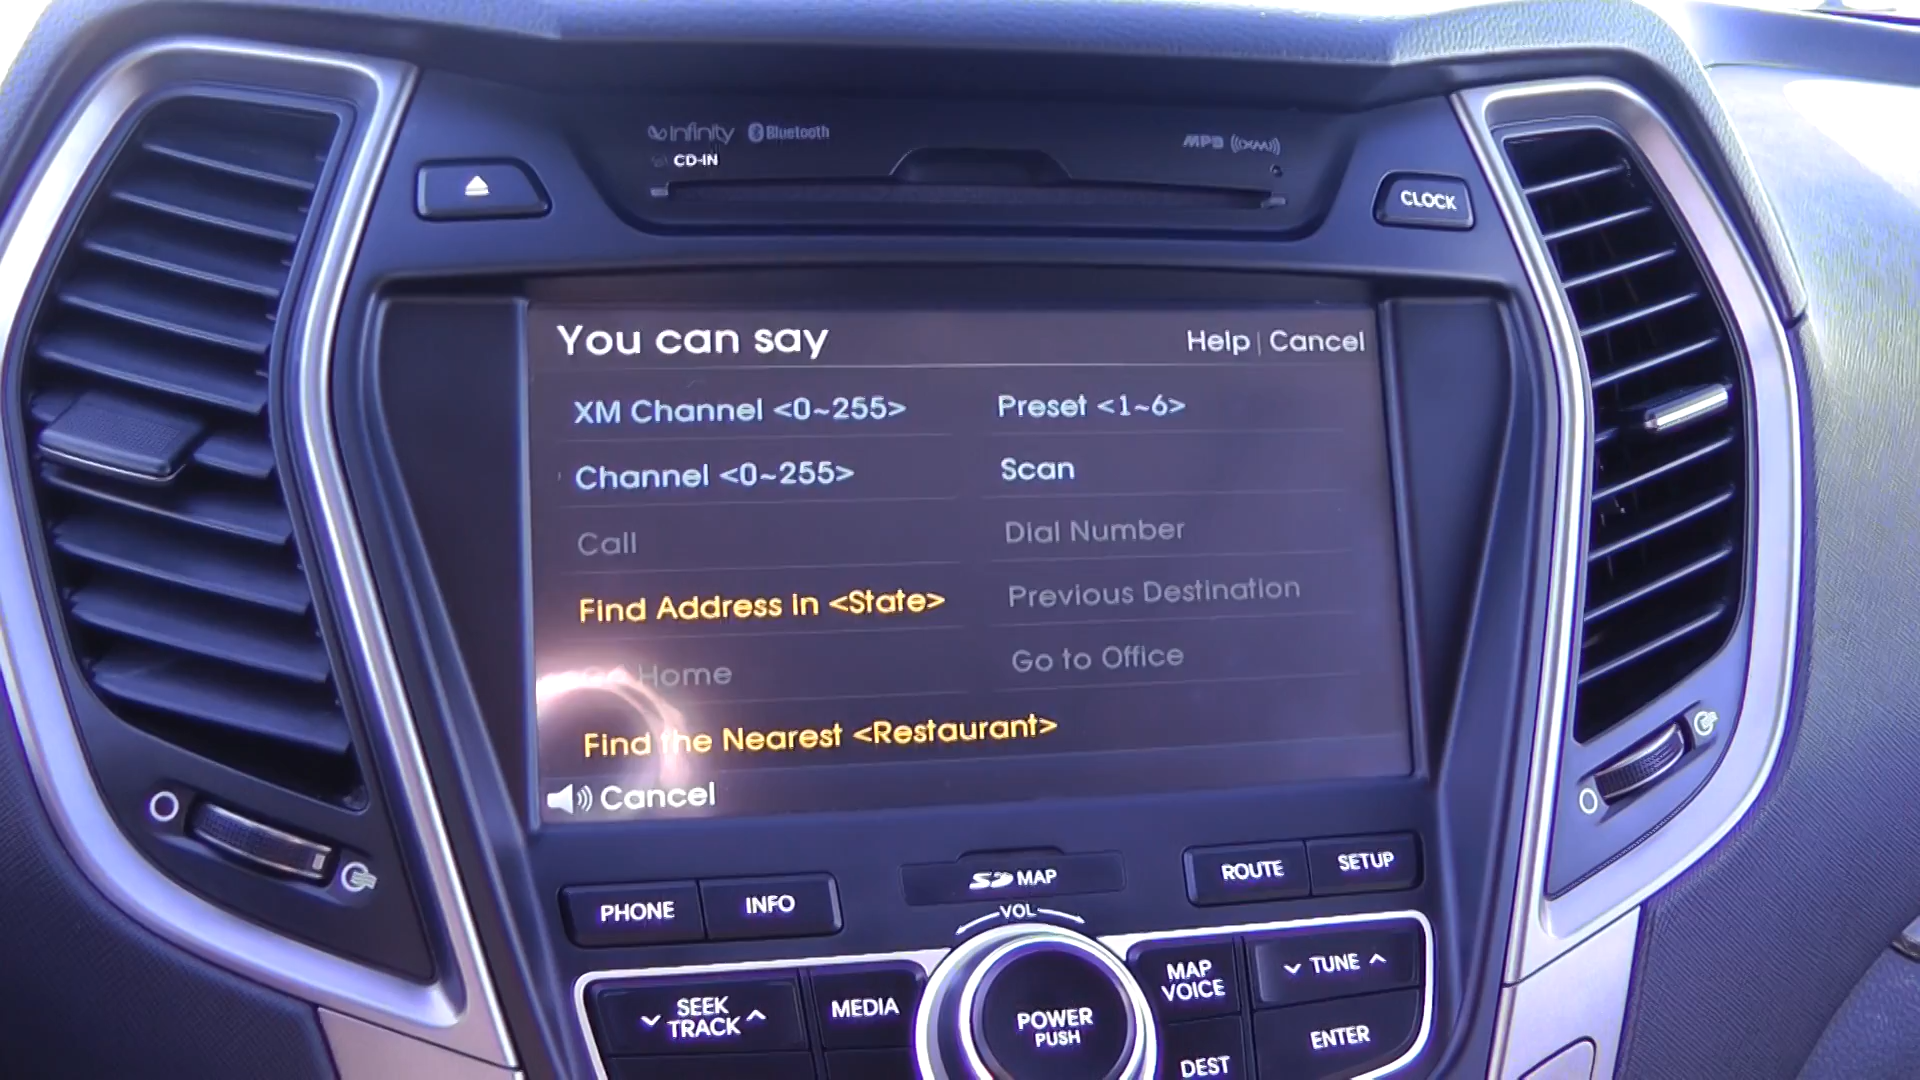 infinity Bluetooth
MP3 ((XM))
CD-IN
CLOCK
You can say
Help | Cancel
XM Channel <0~255>
Preset <1~6>
Channel <0~255>
Scan
Call
Dial Number
Find Address in <State>
Previous Destination
Home
Go to Office
Find the Nearest <Restaurant>
Cancel
PHONE
INFO
SD MAP
ROUTE
SETUP
VOL
SEEK
TRACK
MEDIA
POWER
PUSH
MAP
VOICE
TUNE
DEST
ENTER